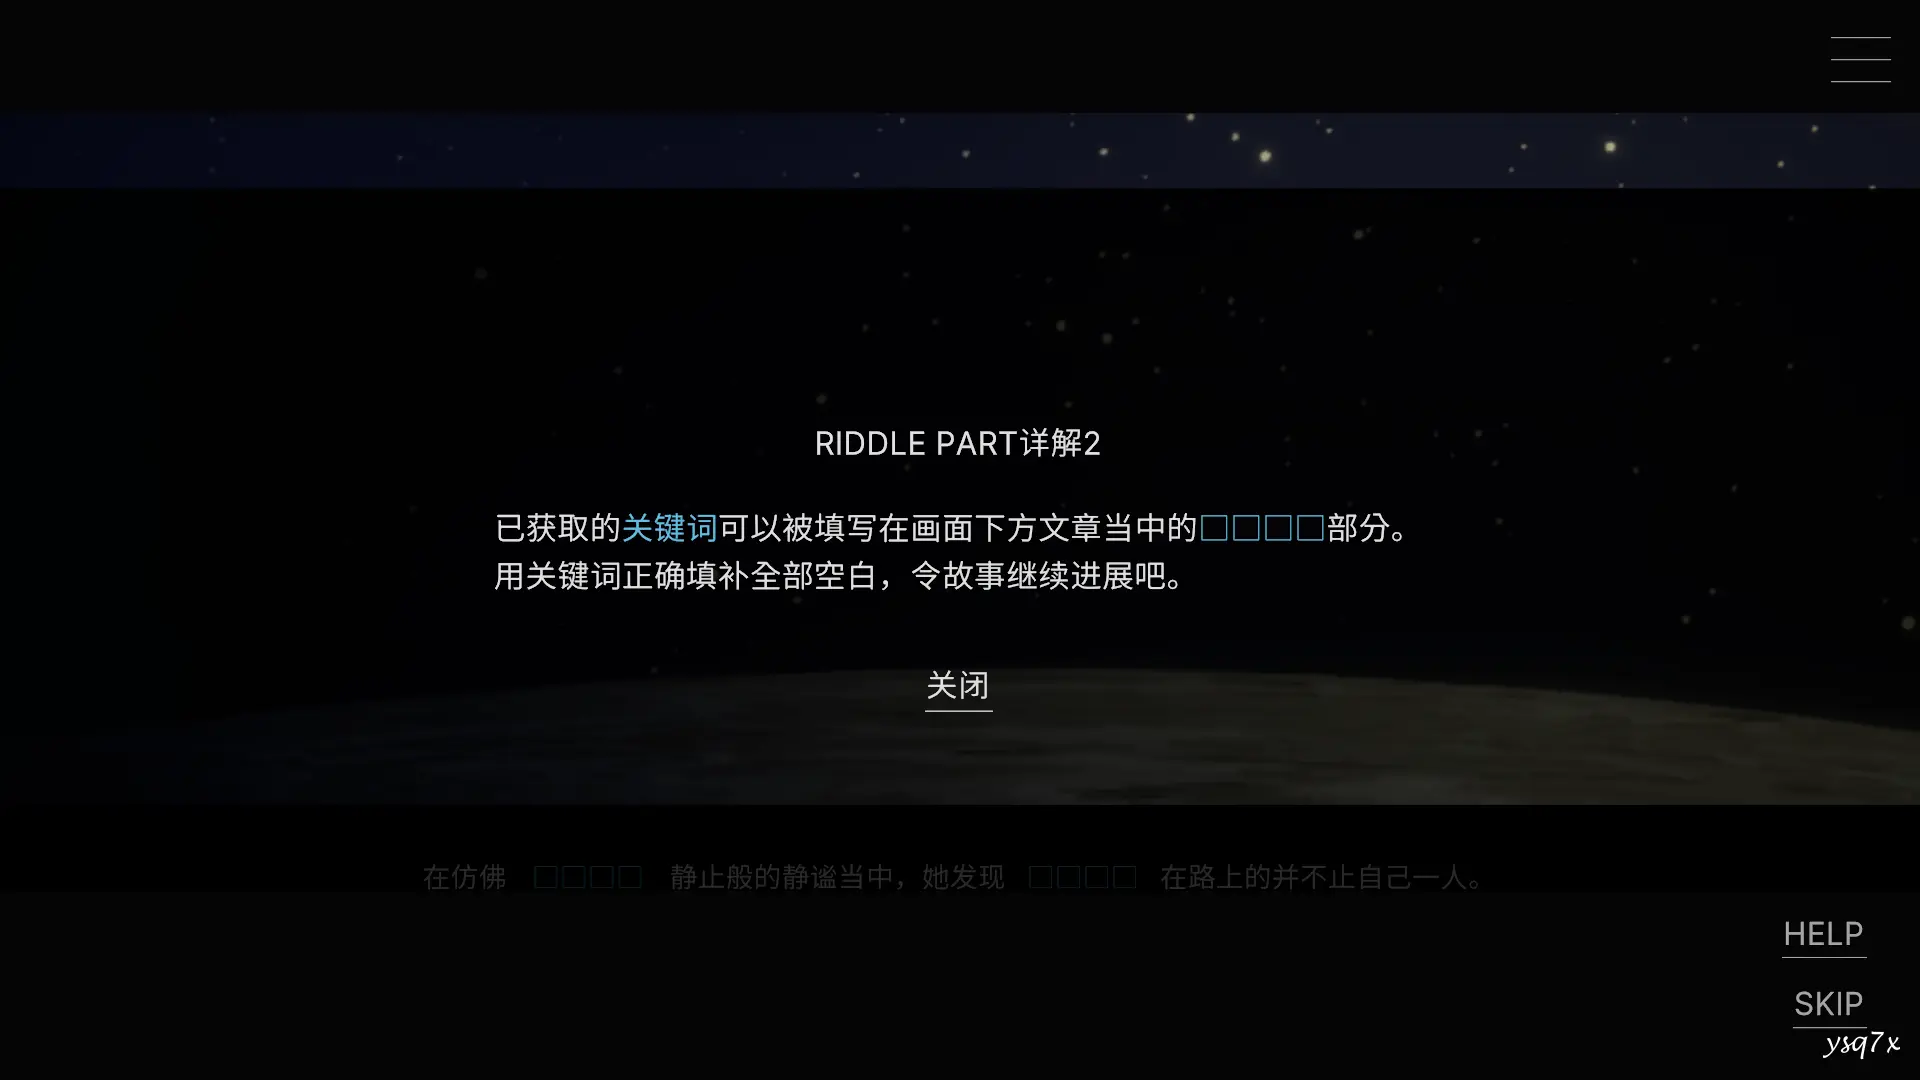 RIDDLE PART详解2
已获取的关键词可以被填写在画面下方文章当中的□□□□部分。
用关键词正确填补全部空白，令故事继续进展吧。
关闭
在仿佛 □□□□ 静止般的静谧当中，她发现 □□□□ 在路上的并不止自己一人。
HELP
SKIP
ysq7x